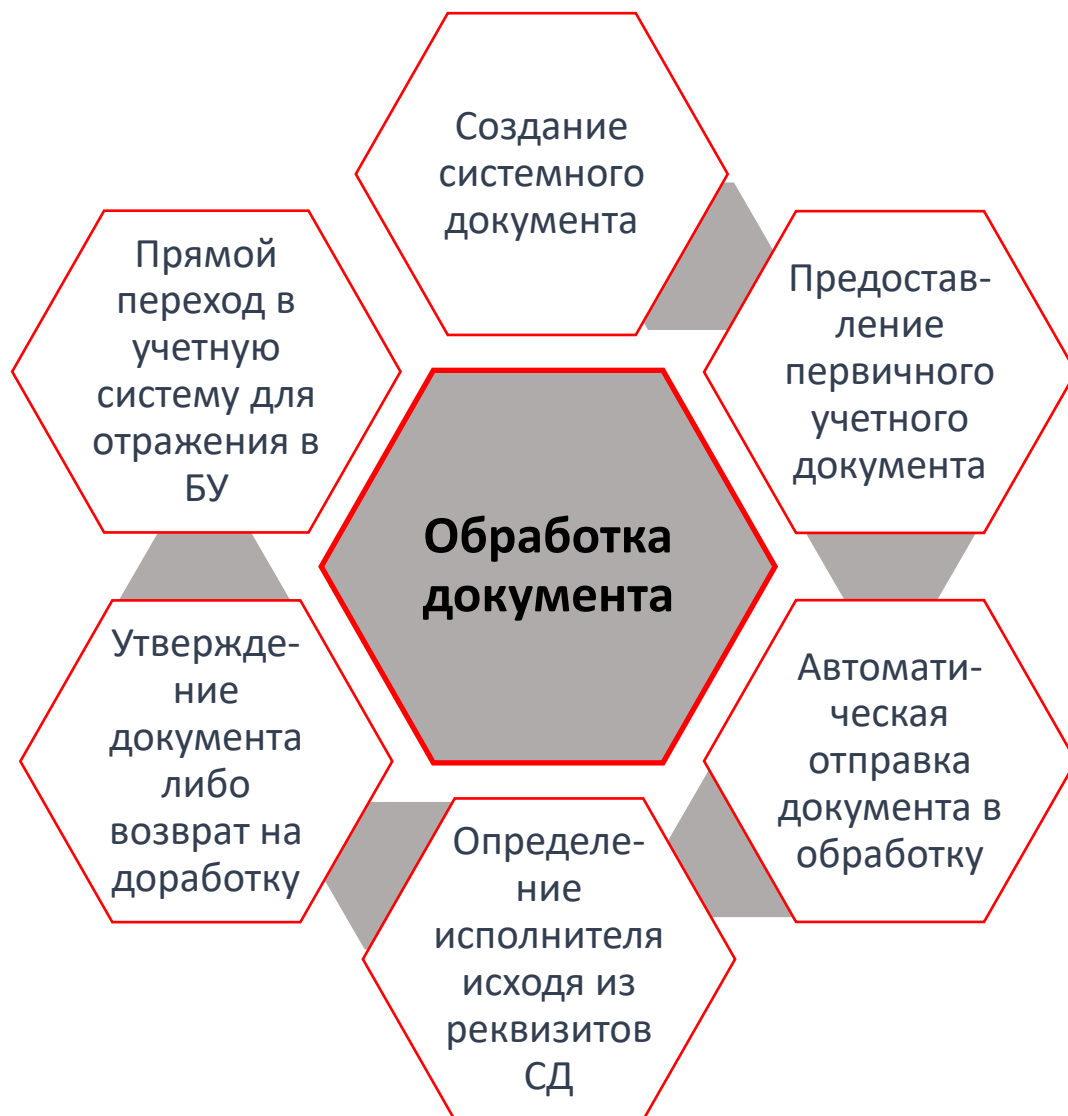 Создание
системного
документа
Предостав-
ление
первичного
учетного
документа
Автомати-
ческая
отправка
документа в
обработку
Определе-
ние
исполнителя
исходя из
реквизитов
СД
Утвержде-
ние
документа
либо
возврат на
доработку
Прямой
переход в
учетную
систему для
отражения в
БУ
Обработка
документа